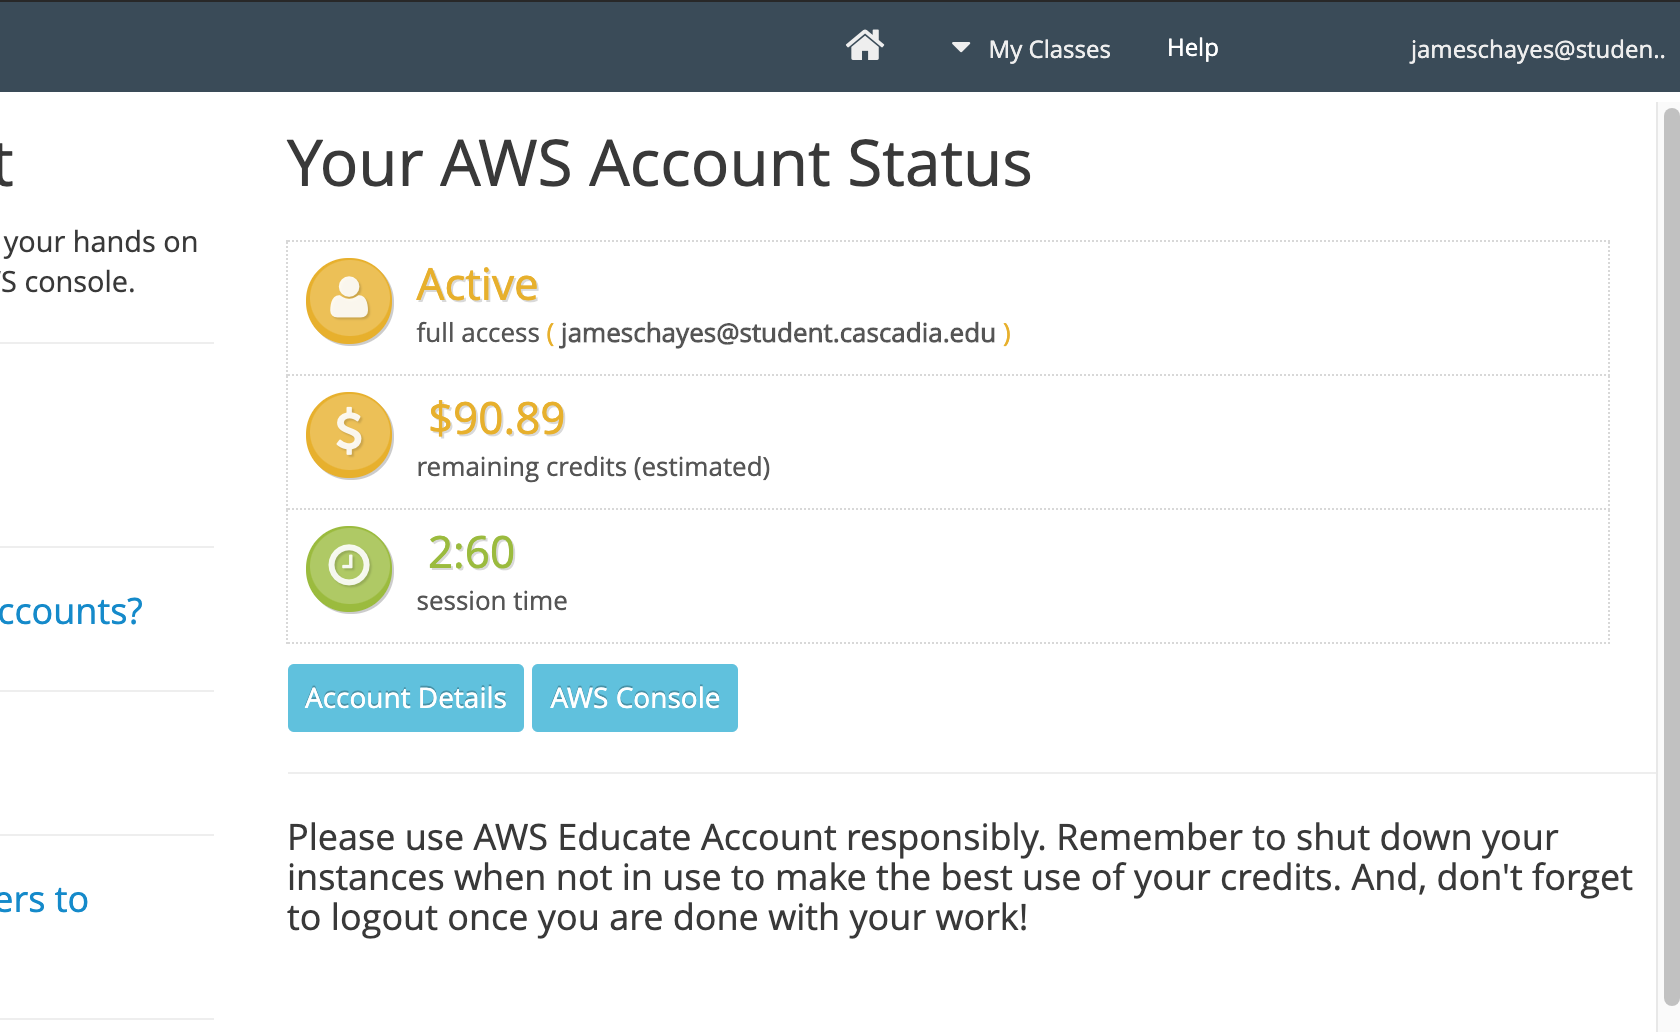 My Classes
Help
jameschayes@studen..
t
your hands on
S console.
ccounts?
ers to
Your AWS Account Status
Active
full access ( jameschayes@student.cascadia.edu )
$90.89
remaining credits (estimated)
2:60
session time
Account Details
AWS Console
Please use AWS Educate Account responsibly. Remember to shut down your
instances when not in use to make the best use of your credits. And, don't forget
to logout once you are done with your work!